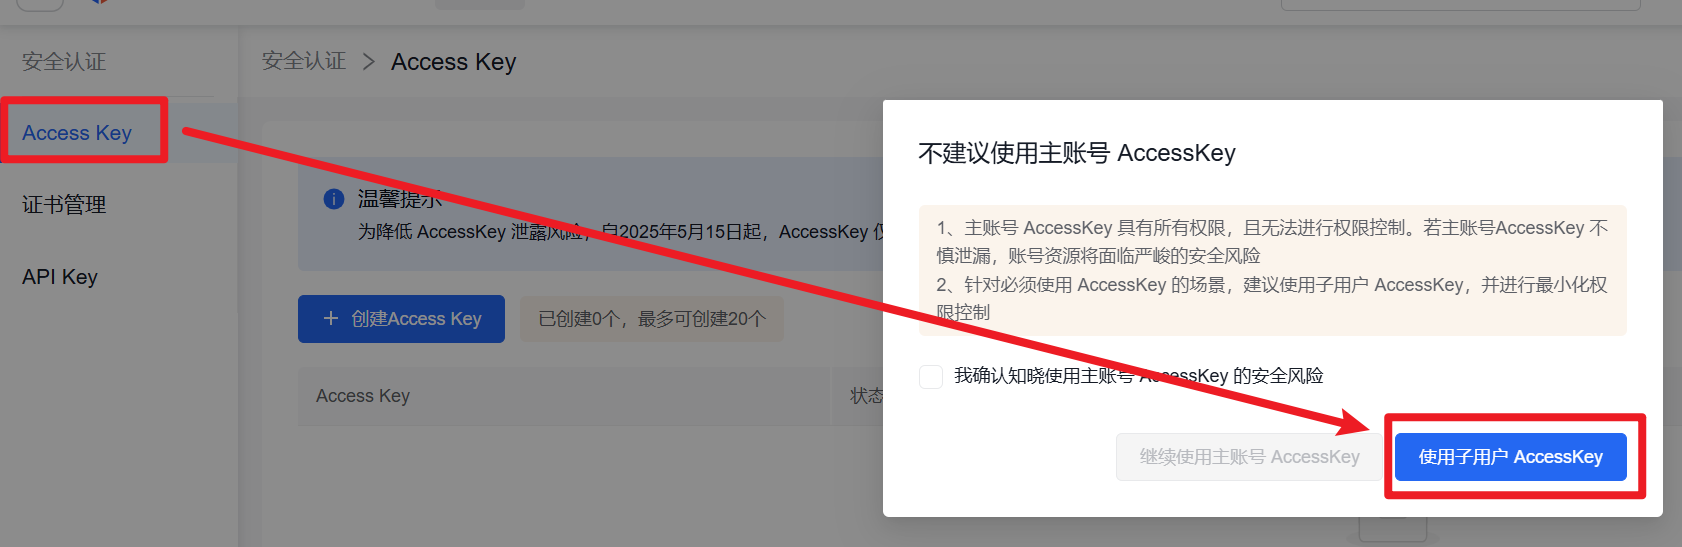 安全认证
Access Key
证书管理
API Key
安全认证 > Access Key
温馨提示
为降低 AccessKey 泄露风险，自2025年5月15日起，AccessKey
+ 创建Access Key
已创建0个，最多可创建20个
Access Key
状态
不建议使用主账号 AccessKey
1、主账号 AccessKey 具有所有权限，且无法进行权限控制。若主账号AccessKey 不
慎泄漏，账号资源将面临严峻的安全风险
2、针对必须使用 AccessKey 的场景，建议使用子用户 AccessKey，并进行最小化权
限控制
我确认知晓使用主账号 AccessKey 的安全风险
继续使用主账号 AccessKey
使用子用户 AccessKey